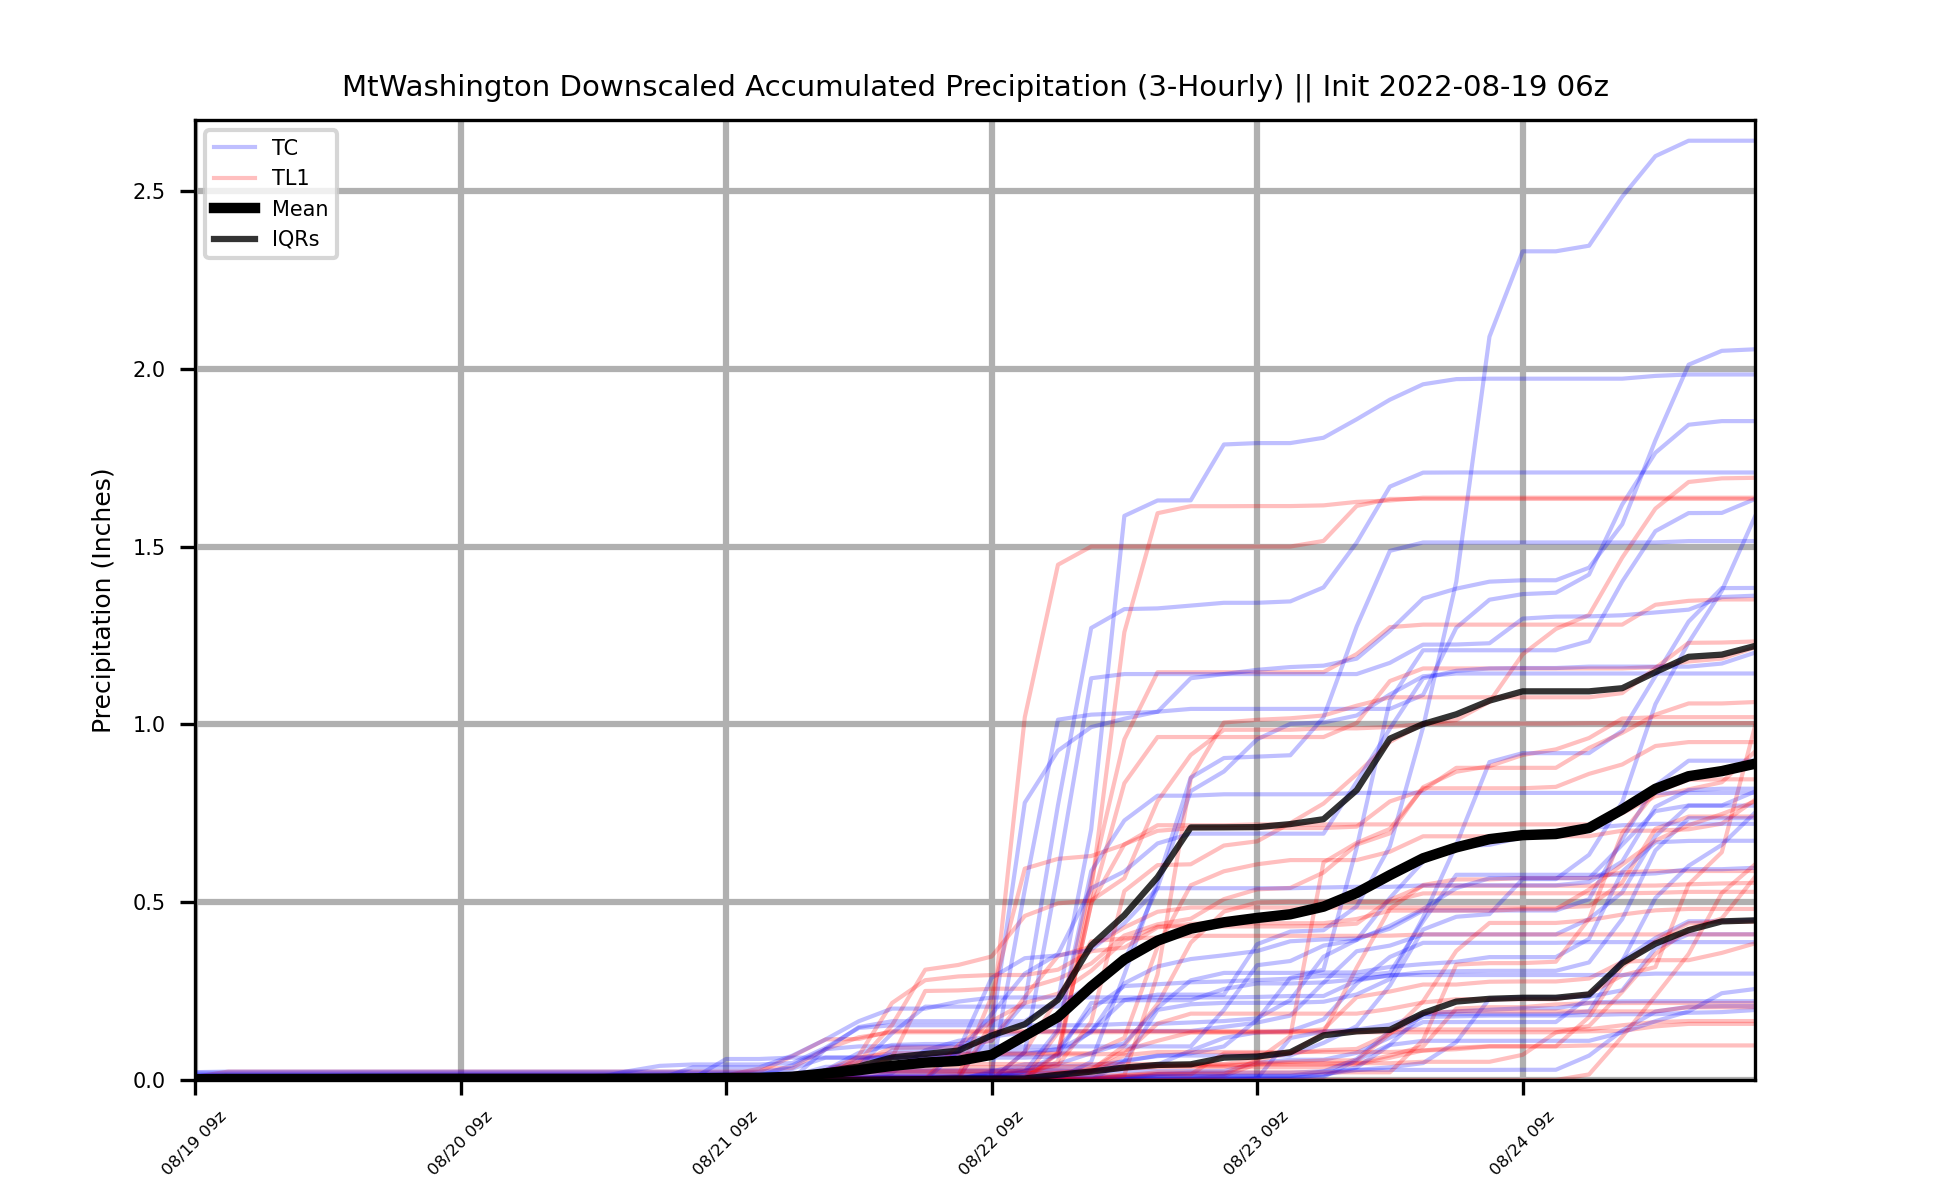 MtWashington Downscaled Accumulated Precipitation (3-Hourly) || Init 2022-08-19 06z
TC
TL1
Mean
IQRs
Precipitation (Inches)
2.5
2.0
1.5
1.0
0.5
0.0
08/19 09z
08/20 09z
08/21 09z
08/22 09z
08/23 09z
08/24 09z